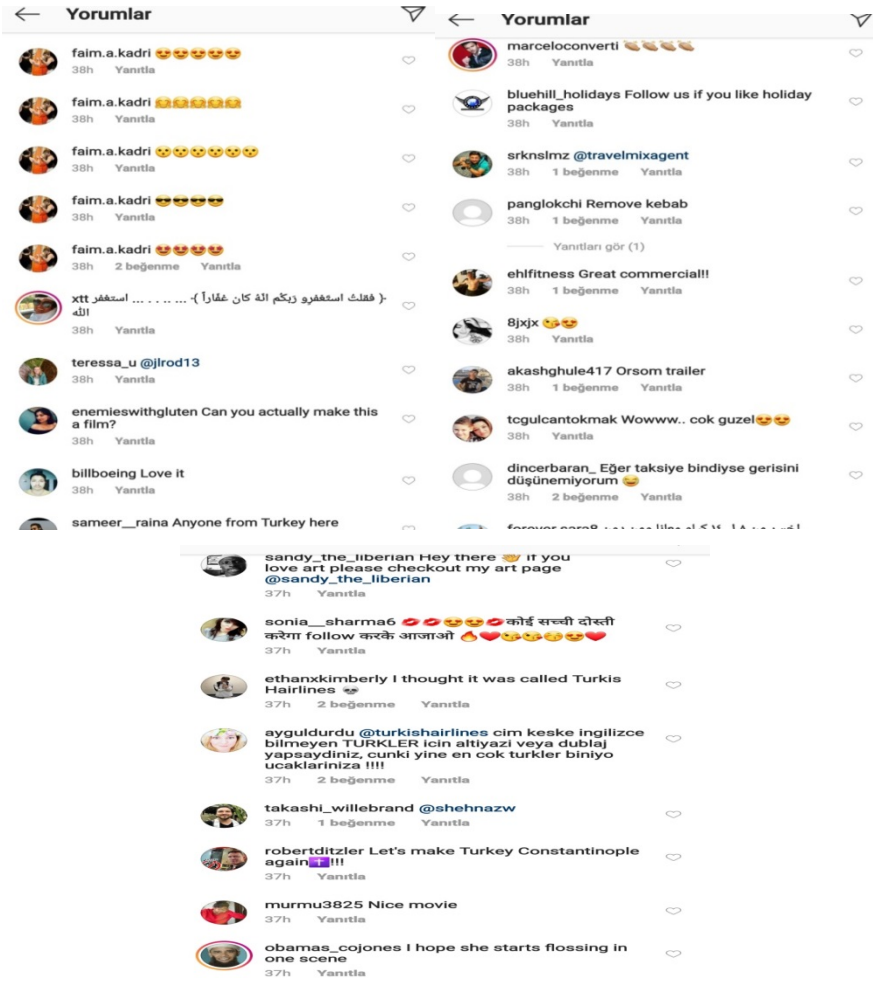 Yorumlar
faim.a.kadri 😍😍😍😍😍
38h Yanıtla
faim.a.kadri 🤗🤗🤗🤗🤗
38h Yanıtla
faim.a.kadri 😯😯😯😯😯😯
38h Yanıtla
faim.a.kadri 😎😎😎😎
38h Yanıtla
faim.a.kadri 😍😍😍😍
38h 2 beğenme Yanıtla
xtt -{ فقلتُ استغفرو رَبكُم انَهُ كان غفّاراً }- ... .. . . ... استغفر
الله
38h Yanıtla
teressa_u @jlrod13
38h Yanıtla
enemieswithgluten Can you actually make this
a film?
38h Yanıtla
billboeing Love it
38h Yanıtla
sameer__raina Anyone from Turkey here
Yorumlar
marceloconverti 👏🏼👏🏼👏🏼👏🏼
38h Yanıtla
bluehill_holidays Follow us if you like holiday
packages
38h Yanıtla
srknslmz @travelmixagent
38h 1 beğenme Yanıtla
panglokchi Remove kebab
38h 1 beğenme Yanıtla
Yanıtları gör (1)
ehlfitness Great commercial!!
38h 1 beğenme Yanıtla
8jxjx 😘😍
38h Yanıtla
akashghule417 Orsom trailer
38h 1 beğenme Yanıtla
tcgulcantokmak Wowww.. cok guzel😍😍
38h Yanıtla
dincerbaran_ Eğer taksiye bindiyse gerisini
düşünemiyorum 😂
38h 2 beğenme Yanıtla
sandy_the_liberian Hey there 👋 if you
love art please checkout my art page
@sandy_the_liberian
37h Yanıtla
sonia__sharma6 💋💋😍😍💋कोई सच्ची दोस्ती
करेगा follow करके आजाओ 🔥❤😘😘😚😍❤
37h Yanıtla
ethanxkimberly I thought it was called Turkis
Hairlines 💀
37h 2 beğenme Yanıtla
ayguldurdu @turkishairlines cim keske ingilizce
bilmeyen TURKLER icin altiyazi veya dublaj
yapsaydiniz, cunki yine en cok turkler biniyo
ucaklariniza !!!!
37h 2 beğenme Yanıtla
takashi_willebrand @shehnazw
37h 1 beğenme Yanıtla
robertditzler Let's make Turkey Constantinople
again✝️!!!
37h Yanıtla
murmu3825 Nice movie
37h Yanıtla
obamas_cojones I hope she starts flossing in
one scene
37h Yanıtla